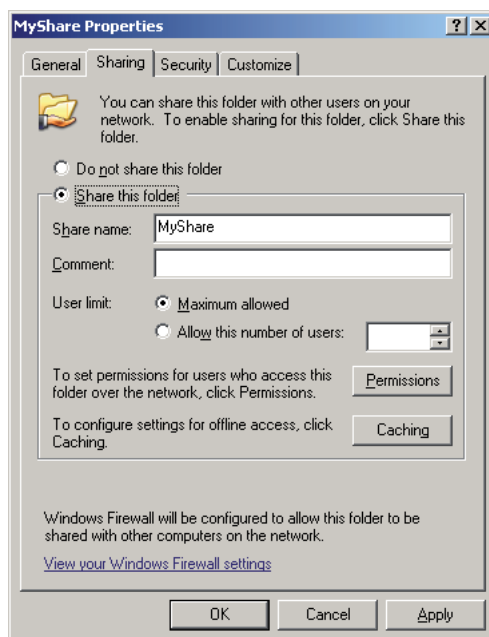 MyShare Properties
General
Sharing
Security
Customize
You can share this folder with other users on your
network. To enable sharing for this folder, click Share this
folder.
Do not share this folder
Share this folder
Share name:
MyShare
Comment:
User limit:
Maximum allowed
Allow this number of users:
To set permissions for users who access this
folder over the network, click Permissions.
Permissions
To configure settings for offline access, click
Caching.
Caching
Windows Firewall will be configured to allow this folder to be
shared with other computers on the network.
View your Windows Firewall settings
OK
Cancel
Apply